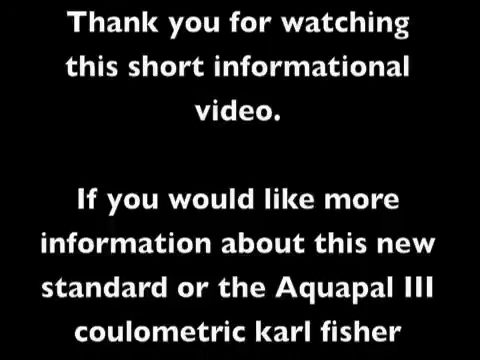 Thank you for watching
this short informational
video.
If you would like more
information about this new
standard or the Aquapal III
coulometric karl fisher